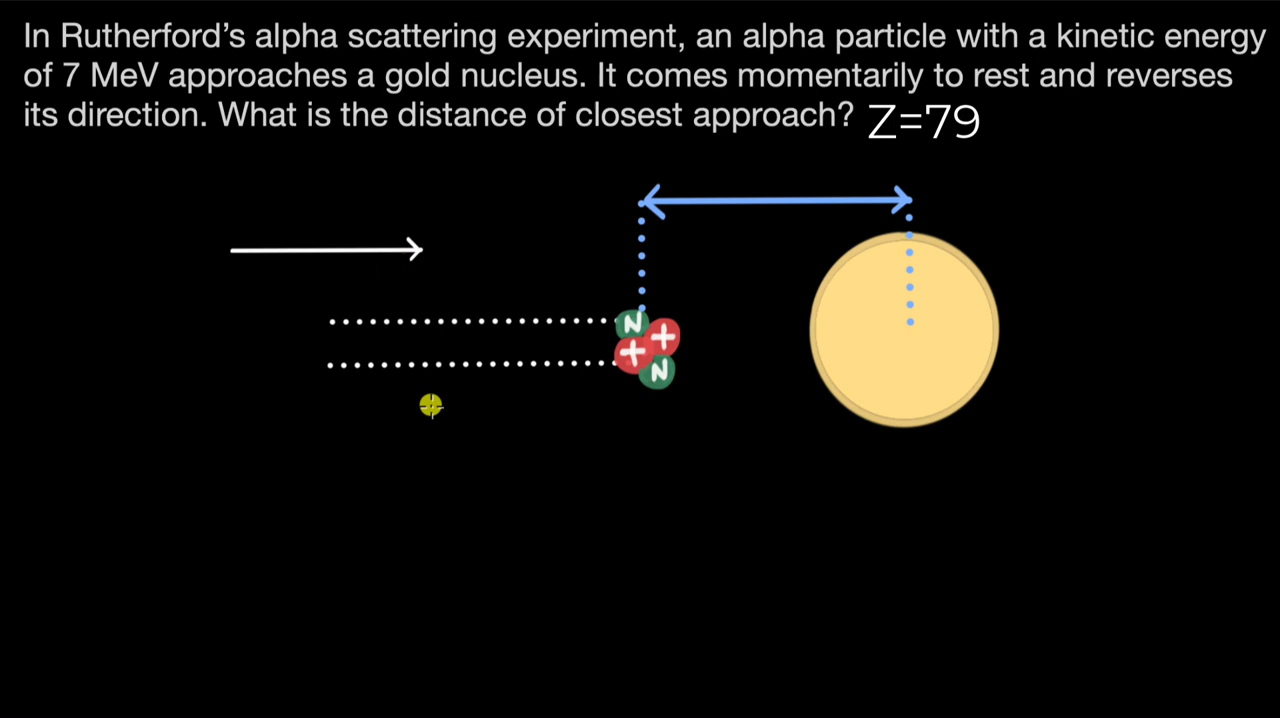 In Rutherford’s alpha scattering experiment, an alpha particle with a kinetic energy
of 7 MeV approaches a gold nucleus. It comes momentarily to rest and reverses
its direction. What is the distance of closest approach? Z=79
N +
+ N